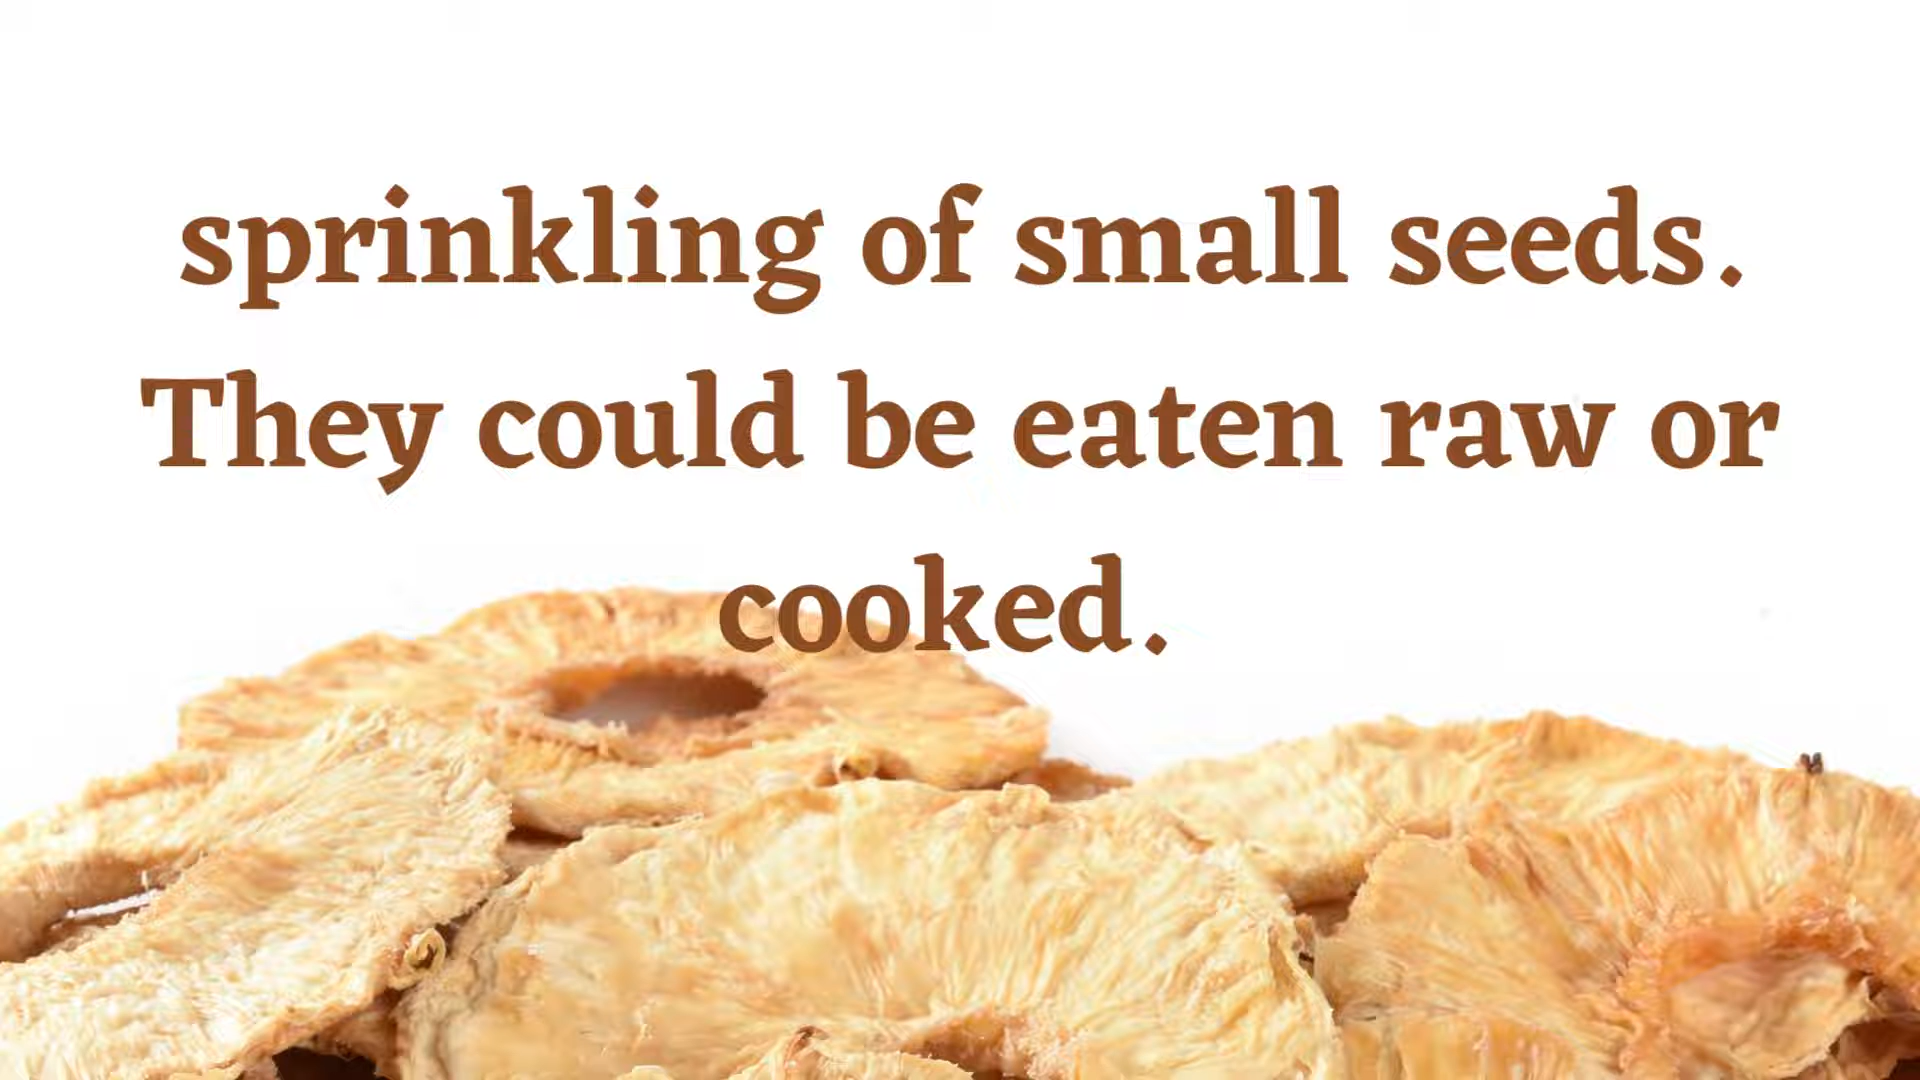 sprinkling of small seeds.
They could be eaten raw or
cooked.